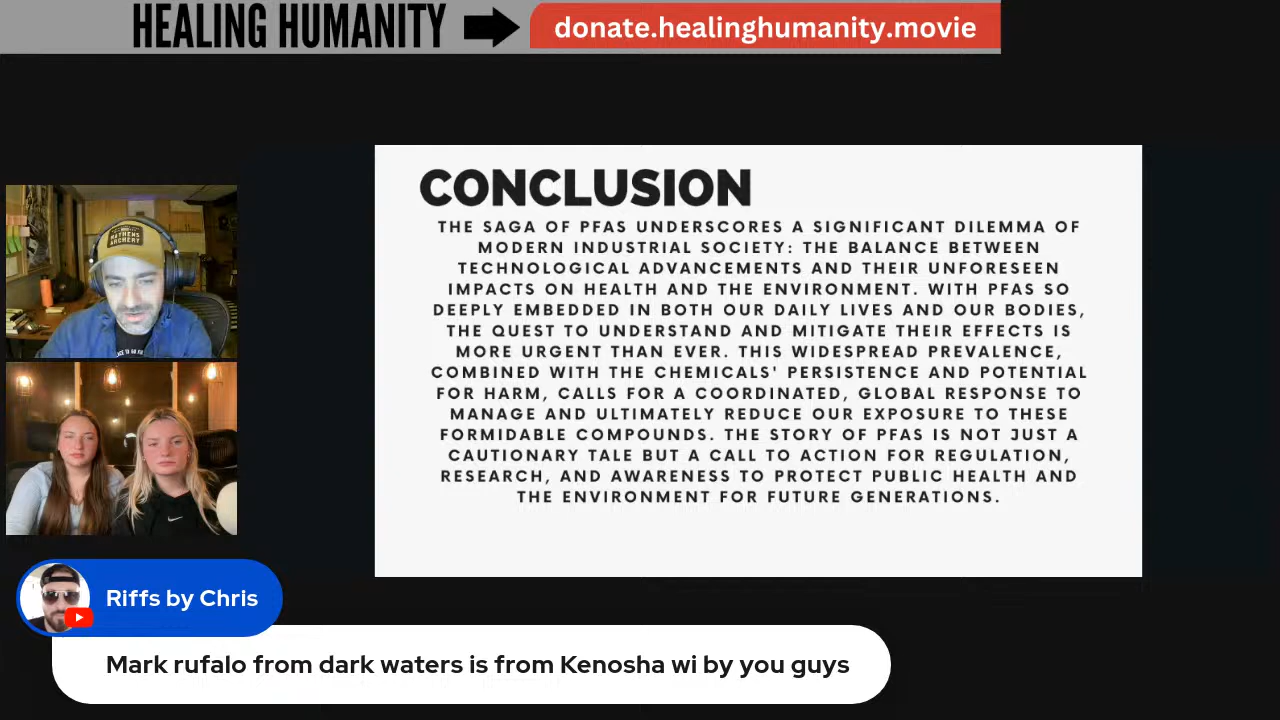 HEALING HUMANITY
donate.healinghumanity.movie
CONCLUSION
THE SAGA OF PFAS UNDERSCORES A SIGNIFICANT DILEMMA OF
MODERN INDUSTRIAL SOCIETY: THE BALANCE BETWEEN
TECHNOLOGICAL ADVANCEMENTS AND THEIR UNFORESEEN
IMPACTS ON HEALTH AND THE ENVIRONMENT. WITH PFAS SO
DEEPLY EMBEDDED IN BOTH OUR DAILY LIVES AND OUR BODIES,
THE QUEST TO UNDERSTAND AND MITIGATE THEIR EFFECTS IS
MORE URGENT THAN EVER. THIS WIDESPREAD PREVALENCE,
COMBINED WITH THE CHEMICALS' PERSISTENCE AND POTENTIAL
FOR HARM, CALLS FOR A COORDINATED, GLOBAL RESPONSE TO
MANAGE AND ULTIMATELY REDUCE OUR EXPOSURE TO THESE
FORMIDABLE COMPOUNDS. THE STORY OF PFAS IS NOT JUST A
CAUTIONARY TALE BUT A CALL TO ACTION FOR REGULATION,
RESEARCH, AND AWARENESS TO PROTECT PUBLIC HEALTH AND
THE ENVIRONMENT FOR FUTURE GENERATIONS.
MATHEWS
ARCHERY
Riffs by Chris
Mark rufalo from dark waters is from Kenosha wi by you guys